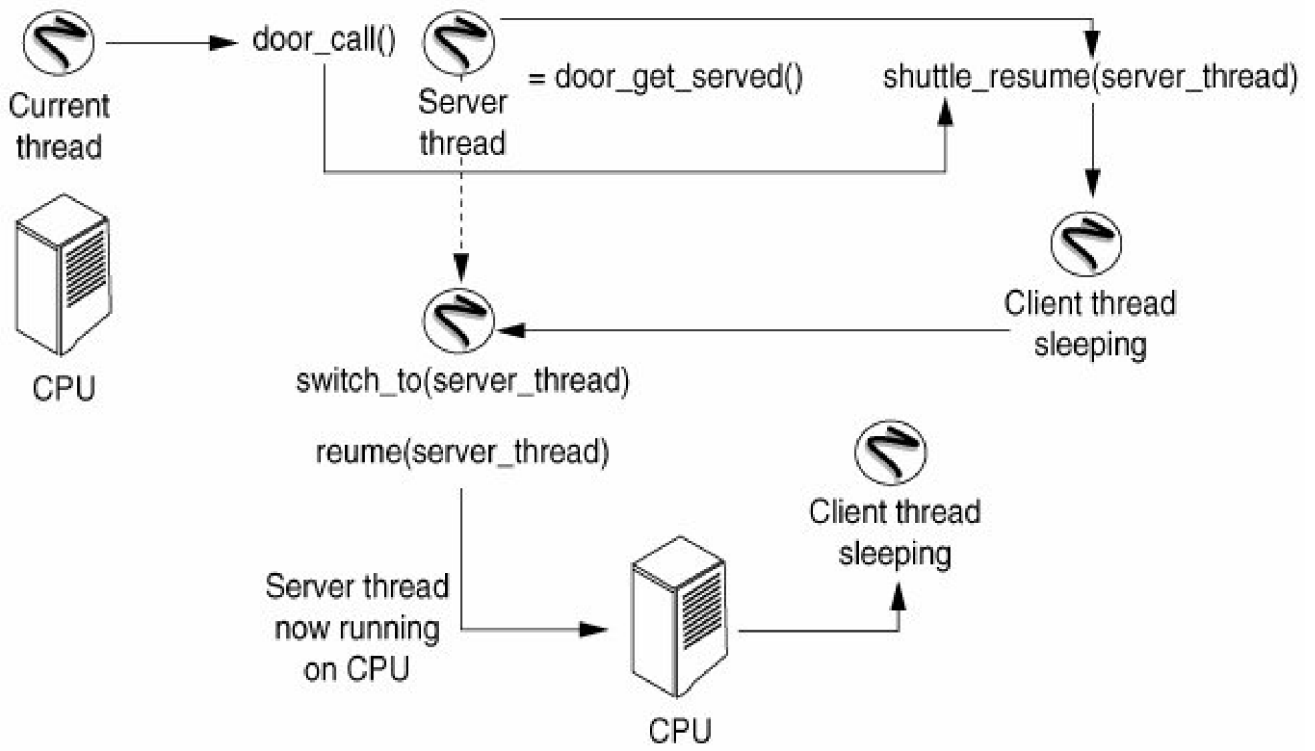 door_call()
= door_get_served()
shuttle_resume(server_thread)
Current
thread
Server
thread
CPU
Client thread
sleeping
switch_to(server_thread)
reume(server_thread)
Client thread
sleeping
Server thread
now running
on CPU
CPU